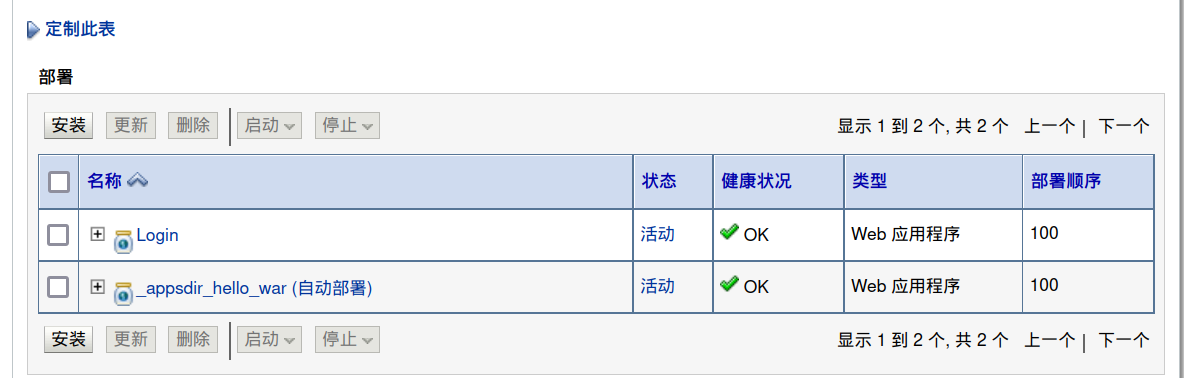 定制此表
部署
安装 更新 删除 启动 停止 显示 1 到 2 个, 共 2 个 上一个 | 下一个
名称 状态 健康状况 类型 部署顺序
Login 活动 OK Web 应用程序 100
_appsdir_hello_war (自动部署) 活动 OK Web 应用程序 100
安装 更新 删除 启动 停止 显示 1 到 2 个, 共 2 个 上一个 | 下一个